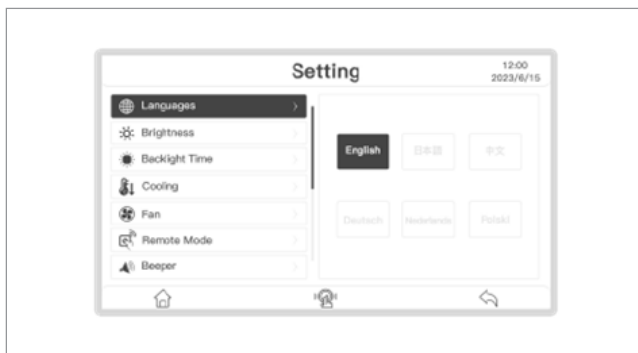 Setting
12:00
2023/6/15
Languages
Brightness
Backlight Time
Cooling
Fan
Remote Mode
Beeper
English
日本語
中文
Deutsch
Nederlands
Polski